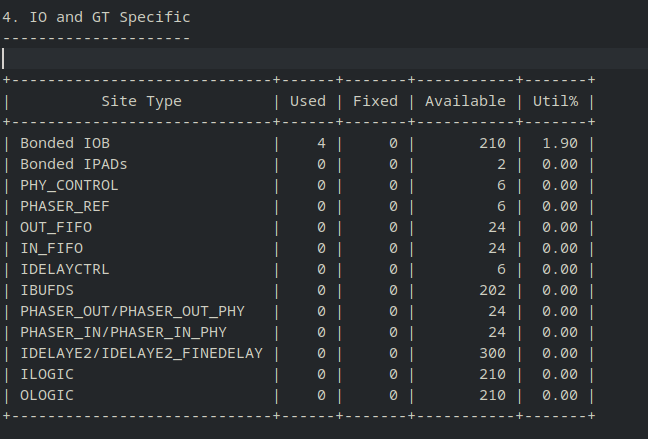 4. IO and GT Specific
---------------------
+-----------------------------+------+-------+-----------+-------+
|          Site Type          | Used | Fixed | Available | Util% |
+-----------------------------+------+-------+-----------+-------+
| Bonded IOB                  |    4 |     0 |       210 |  1.90 |
| Bonded IPADs                |    0 |     0 |         2 |  0.00 |
| PHY_CONTROL                 |    0 |     0 |         6 |  0.00 |
| PHASER_REF                  |    0 |     0 |         6 |  0.00 |
| OUT_FIFO                    |    0 |     0 |        24 |  0.00 |
| IN_FIFO                     |    0 |     0 |        24 |  0.00 |
| IDELAYCTRL                  |    0 |     0 |         6 |  0.00 |
| IBUFDS                      |    0 |     0 |       202 |  0.00 |
| PHASER_OUT/PHASER_OUT_PHY   |    0 |     0 |        24 |  0.00 |
| PHASER_IN/PHASER_IN_PHY     |    0 |     0 |        24 |  0.00 |
| IDELAYE2/IDELAYE2_FINEDELAY |    0 |     0 |       300 |  0.00 |
| ILOGIC                      |    0 |     0 |       210 |  0.00 |
| OLOGIC                      |    0 |     0 |       210 |  0.00 |
+-----------------------------+------+-------+-----------+-------+